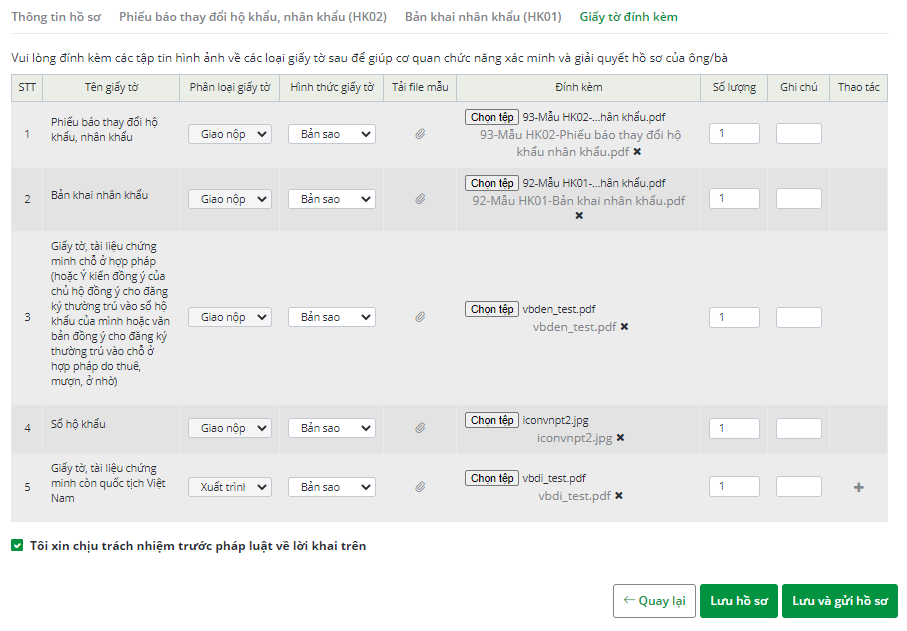 Thông tin hồ sơ Phiếu báo thay đổi hộ khẩu, nhân khẩu (HK02) Bản khai nhân khẩu (HK01) Giấy tờ đính kèm
Vui lòng đính kèm các tập tin hình ảnh về các loại giấy tờ sau để giúp cơ quan chức năng xác minh và giải quyết hồ sơ của ông/bà
STT Tên giấy tờ Phân loại giấy tờ Hình thức giấy tờ Tải file mẫu Đính kèm Số lượng Ghi chú Thao tác
1
Phiếu báo thay đổi hộ
khẩu, nhân khẩu
Giao nộp
Bản sao
Chọn tệp 93-Mẫu HK02-...hân khẩu.pdf
93-Mẫu HK02-Phiếu báo thay đổi hộ
khẩu nhân khẩu.pdf ✖
1
2
Bản khai nhân khẩu
Giao nộp
Bản sao
Chọn tệp 92-Mẫu HK01-...hân khẩu.pdf
92-Mẫu HK01-Bản khai nhân khẩu.pdf
✖
1
3
Giấy tờ, tài liệu chứng
minh chỗ ở hợp pháp
(hoặc Ý kiến đồng ý của
chủ hộ đồng ý cho đăng
ký thường trú vào sổ hộ
khẩu của mình hoặc văn
bản đồng ý cho đăng ký
thường trú vào chỗ ở
hợp pháp do thuê,
mượn, ở nhờ)
Giao nộp
Bản sao
Chọn tệp vbden_test.pdf
vbden_test.pdf ✖
1
4
Sổ hộ khẩu
Giao nộp
Bản sao
Chọn tệp iconvnpt2.jpg
iconvnpt2.jpg ✖
1
5
Giấy tờ, tài liệu chứng
minh còn quốc tịch Việt
Nam
Xuất trình
Bản sao
Chọn tệp vbdi_test.pdf
vbdi_test.pdf ✖
1
+
Tôi xin chịu trách nhiệm trước pháp luật về lời khai trên
← Quay lại Lưu hồ sơ Lưu và gửi hồ sơ